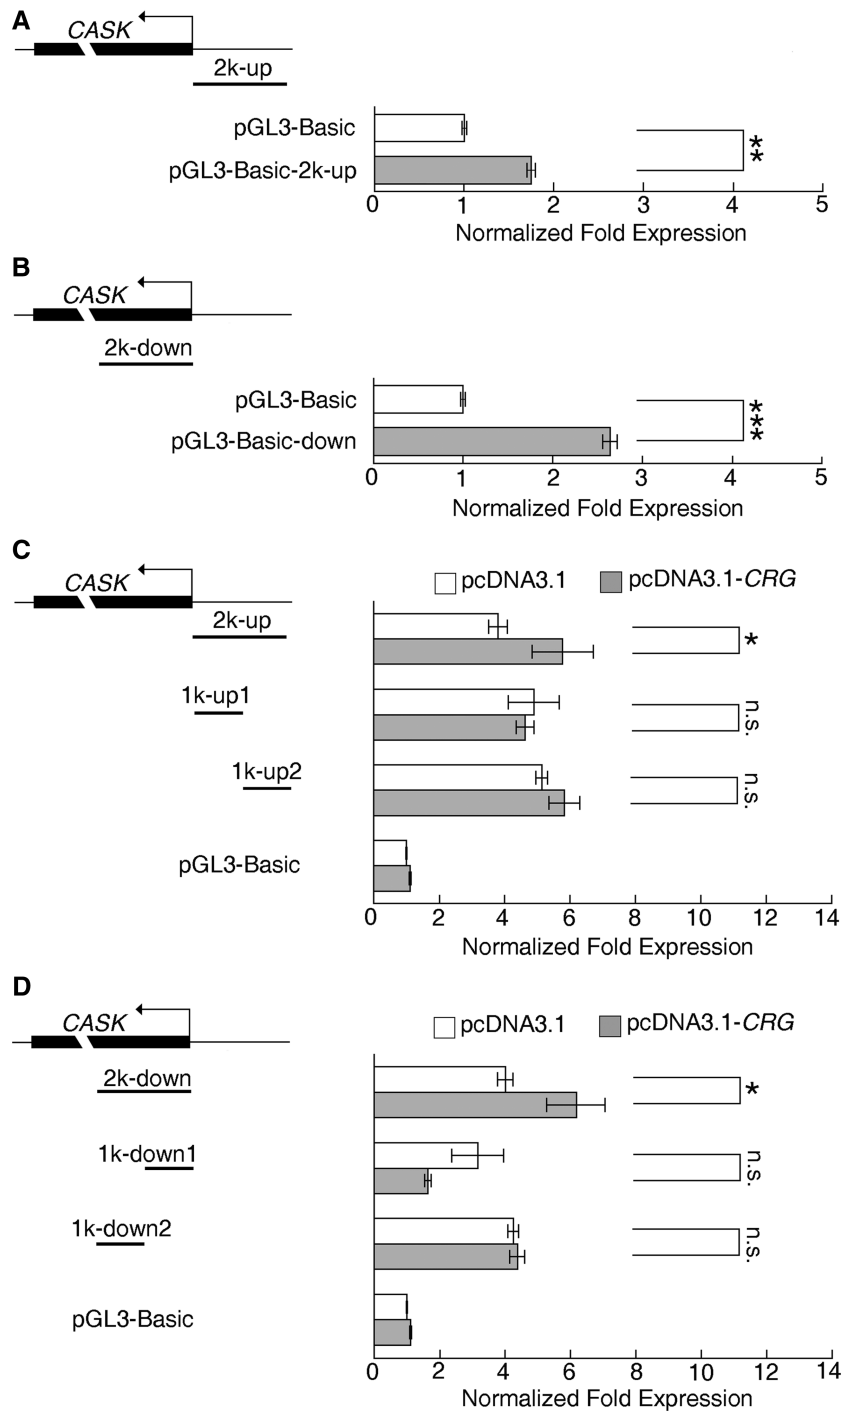 A
CASK
2k-up
pGL3-Basic
pGL3-Basic-2k-up
**
0 1 2 3 4 5
Normalized Fold Expression
B
CASK
2k-down
pGL3-Basic
pGL3-Basic-down
***
0 1 2 3 4 5
Normalized Fold Expression
C
CASK
pcDNA3.1 pcDNA3.1-CRG
2k-up
*
1k-up1
n.s.
1k-up2
n.s.
pGL3-Basic
0 2 4 6 8 10 12 14
Normalized Fold Expression
D
CASK
pcDNA3.1 pcDNA3.1-CRG
2k-down
*
1k-down1
n.s.
1k-down2
n.s.
pGL3-Basic
0 2 4 6 8 10 12 14
Normalized Fold Expression